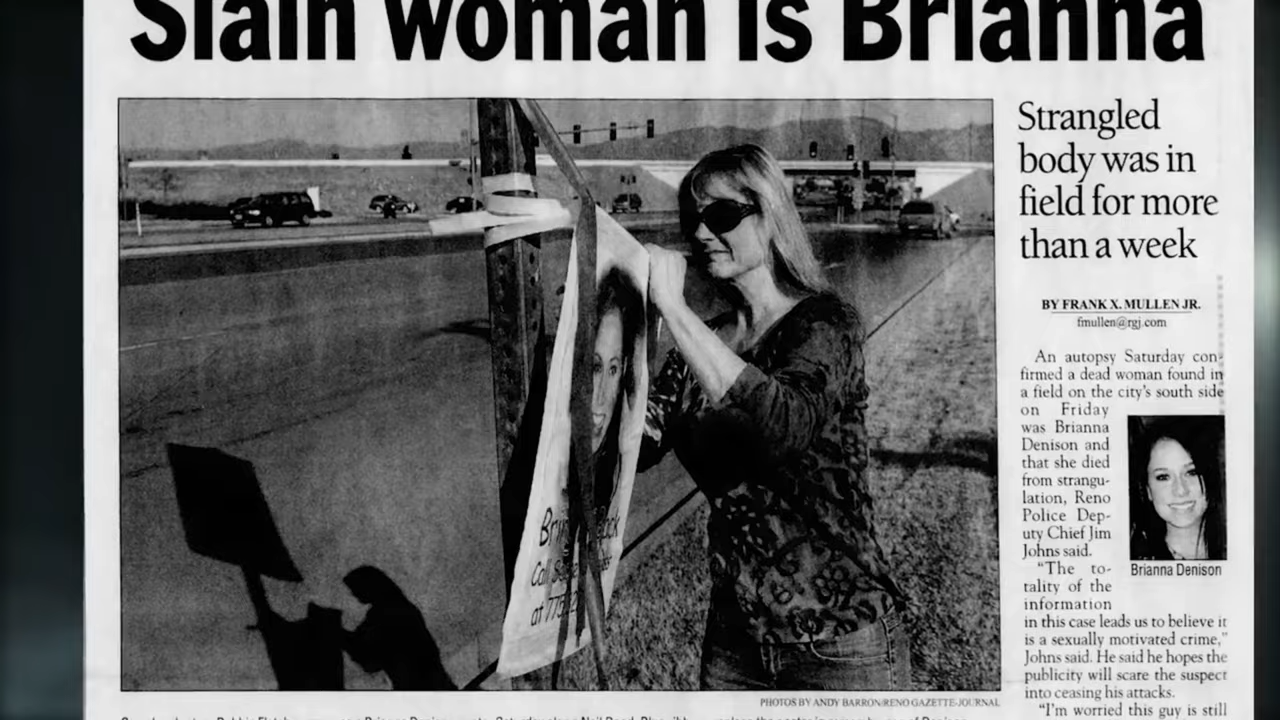 Slain woman is Brianna
Strangled
body was in
field for more
than a week
BY FRANK X. MULLEN JR.
fmullen@rgj.com
An autopsy Saturday con-
firmed a dead woman found in
a field on the city's south side
on Friday
was Brianna
Denison and
that she died
from strangu-
lation, Reno
Police Dep-
uty Chief Jim
Johns said.
"The to-
tality of the
information
in this case leads us to believe it
is a sexually motivated crime,"
Johns said. He said he hopes the
publicity will scare the suspect
into ceasing his attacks.
"I'm worried this guy is still
Brianna Denison
Back
Call
at 775
PHOTOS BY ANDY BARRON/RENO GAZETTE-JOURNAL